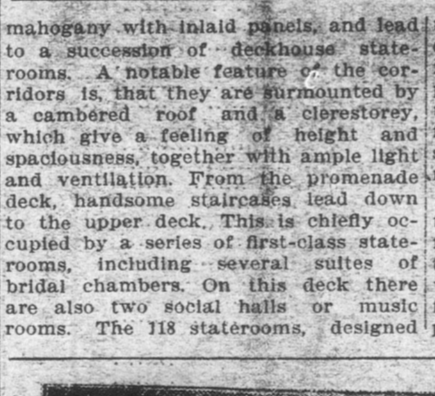 mahogany with inlaid panels, and lead
to a succession of deckhouse state-
rooms. A notable feature of the cor-
ridors is, that they are surmounted by
a cambered roof and a clerestorey,
which give a feeling of height and
spaciousness, together with ample light
and ventilation. From the promenade
deck, handsome staircases lead down
to the upper deck. This is chiefly oc-
cupied by a series of first-class state-
rooms, including several suites of
bridal chambers. On this deck there
are also two social halls or music
rooms. The 118 staterooms, designed